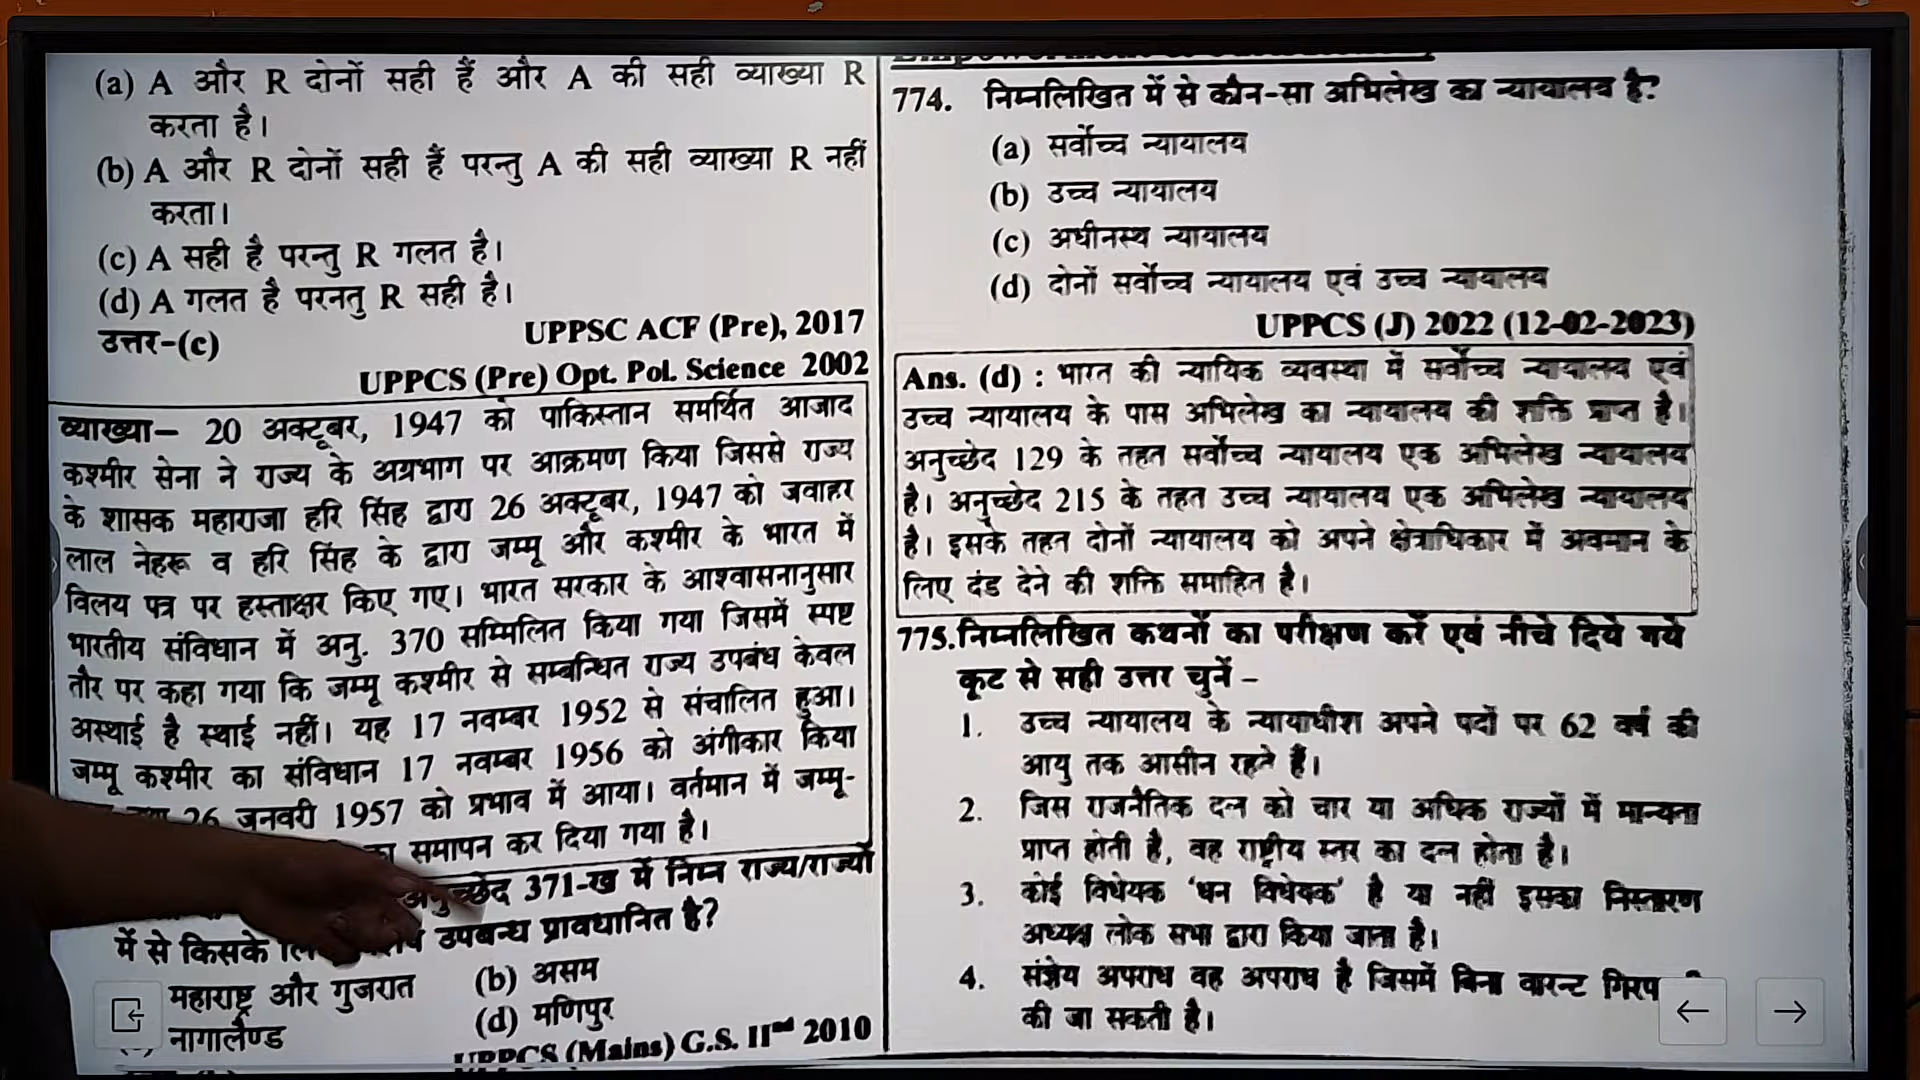 (a) A और R दोनों सही हैं और A की सही व्याख्या R
करता है।
(b) A और R दोनों सही हैं परन्तु A की सही व्याख्या R नहीं
करता।
(c) A सही है परन्तु R गलत है।
(d) A गलत है परनतु R सही है।
उत्तर-(c)
UPPSC ACF (Pre), 2017
UPPCS (Pre) Opt. Pol. Science 2002
व्याख्या– 20 अक्टूबर, 1947 को पाकिस्तान समर्थित आजाद
कश्मीर सेना ने राज्य के अग्रभाग पर आक्रमण किया जिससे राज्य
के शासक महाराजा हरि सिंह द्वारा 26 अक्टूबर, 1947 को जवाहर
लाल नेहरू व हरि सिंह के द्वारा जम्मू और कश्मीर के भारत में
विलय पत्र पर हस्ताक्षर किए गए। भारत सरकार के आश्वासनानुसार
भारतीय संविधान में अनु. 370 सम्मिलित किया गया जिसमें स्पष्ट
तौर पर कहा गया कि जम्मू कश्मीर से सम्बन्धित राज्य उपबंध केवल
अस्थाई है स्थाई नहीं। यह 17 नवम्बर 1952 से संचालित हुआ।
जम्मू कश्मीर का संविधान 17 नवम्बर 1956 को अंगीकार किया
26 जनवरी 1957 को प्रभाव में आया। वर्तमान में जम्मू-
का समापन कर दिया गया है।
अनुच्छेद 371-ख में निम्न राज्य/राज्यों
में से किसके उपबन्ध प्रावधानित है?
महाराष्ट्र और गुजरात (b) असम
नागालैण्ड (d) मणिपुर
UPPCS (Mains) G.S. IInd 2010
774. निम्नलिखित में से कौन-सा अभिलेख का न्यायालय है?
(a) सर्वोच्च न्यायालय
(b) उच्च न्यायालय
(c) अधीनस्थ न्यायालय
(d) दोनों सर्वोच्च न्यायालय एवं उच्च न्यायालय
UPPCS (J) 2022 (12-02-2023)
Ans. (d) : भारत की न्यायिक व्यवस्था में सर्वोच्च न्यायालय एवं
उच्च न्यायालय के पास अभिलेख का न्यायालय की शक्ति प्राप्त है।
अनुच्छेद 129 के तहत सर्वोच्च न्यायालय एक अभिलेख न्यायालय
है। अनुच्छेद 215 के तहत उच्च न्यायालय एक अभिलेख न्यायालय
है। इसके तहत दोनों न्यायालय को अपने क्षेत्राधिकार में अवमान के
लिए दंड देने की शक्ति समाहित है।
775. निम्नलिखित कथनों का परीक्षण करें एवं नीचे दिये गये
कूट से सही उत्तर चुनें –
1. उच्च न्यायालय के न्यायाधीश अपने पदों पर 62 वर्ष की
आयु तक आसीन रहते हैं।
2. जिस राजनैतिक दल को चार या अधिक राज्यों में मान्यता
प्राप्त होती है, वह राष्ट्रीय स्तर का दल होता है।
3. कोई विधेयक 'धन विधेयक' है या नहीं इसका निस्तारण
अध्यक्ष लोक सभा द्वारा किया जाता है।
4. संज्ञेय अपराध वह अपराध है जिसमें बिना वारन्ट
की जा सकती है।